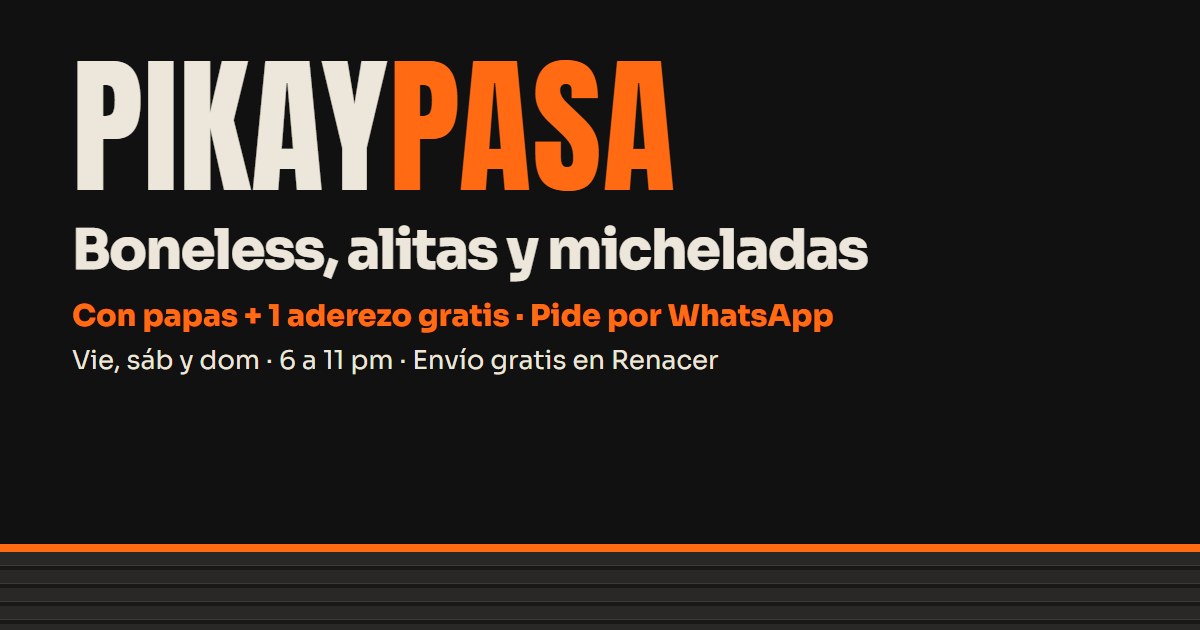 PIKAYPASA
Boneless, alitas y micheladas
Con papas + 1 aderezo gratis · Pide por WhatsApp
Vie, sáb y dom · 6 a 11 pm · Envío gratis en Renacer